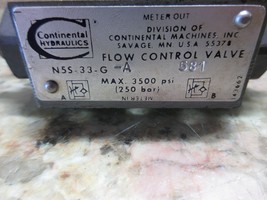 METER OUT
Continental
HYDRAULICS
DIVISION OF
CONTINENTAL MACHINES, INC
SAVAGE, MN. U.S.A. 55378
FLOW CONTROL VALVE
N5S-33-G -A 581
MAX. 3500 psi
(250 bar)
A B